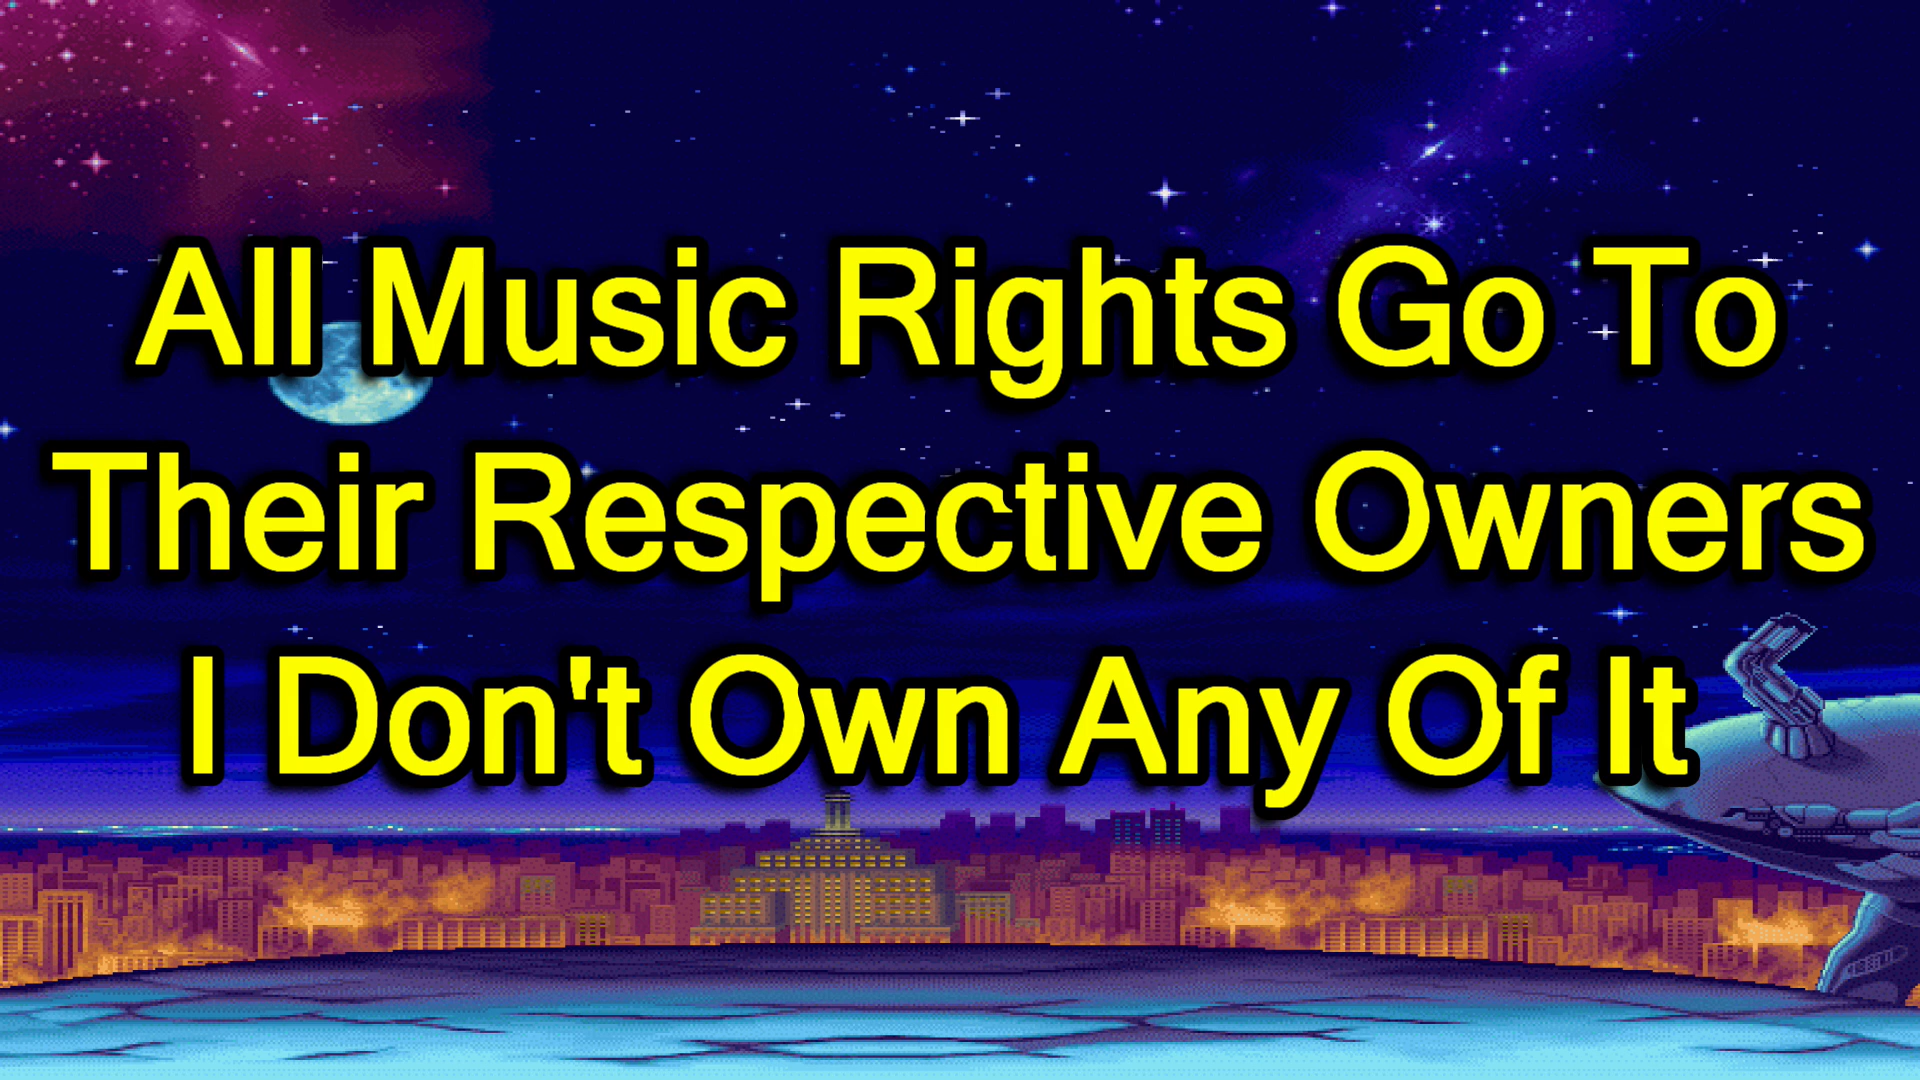 All Music Rights Go To
Their Respective Owners
I Don't Own Any Of It